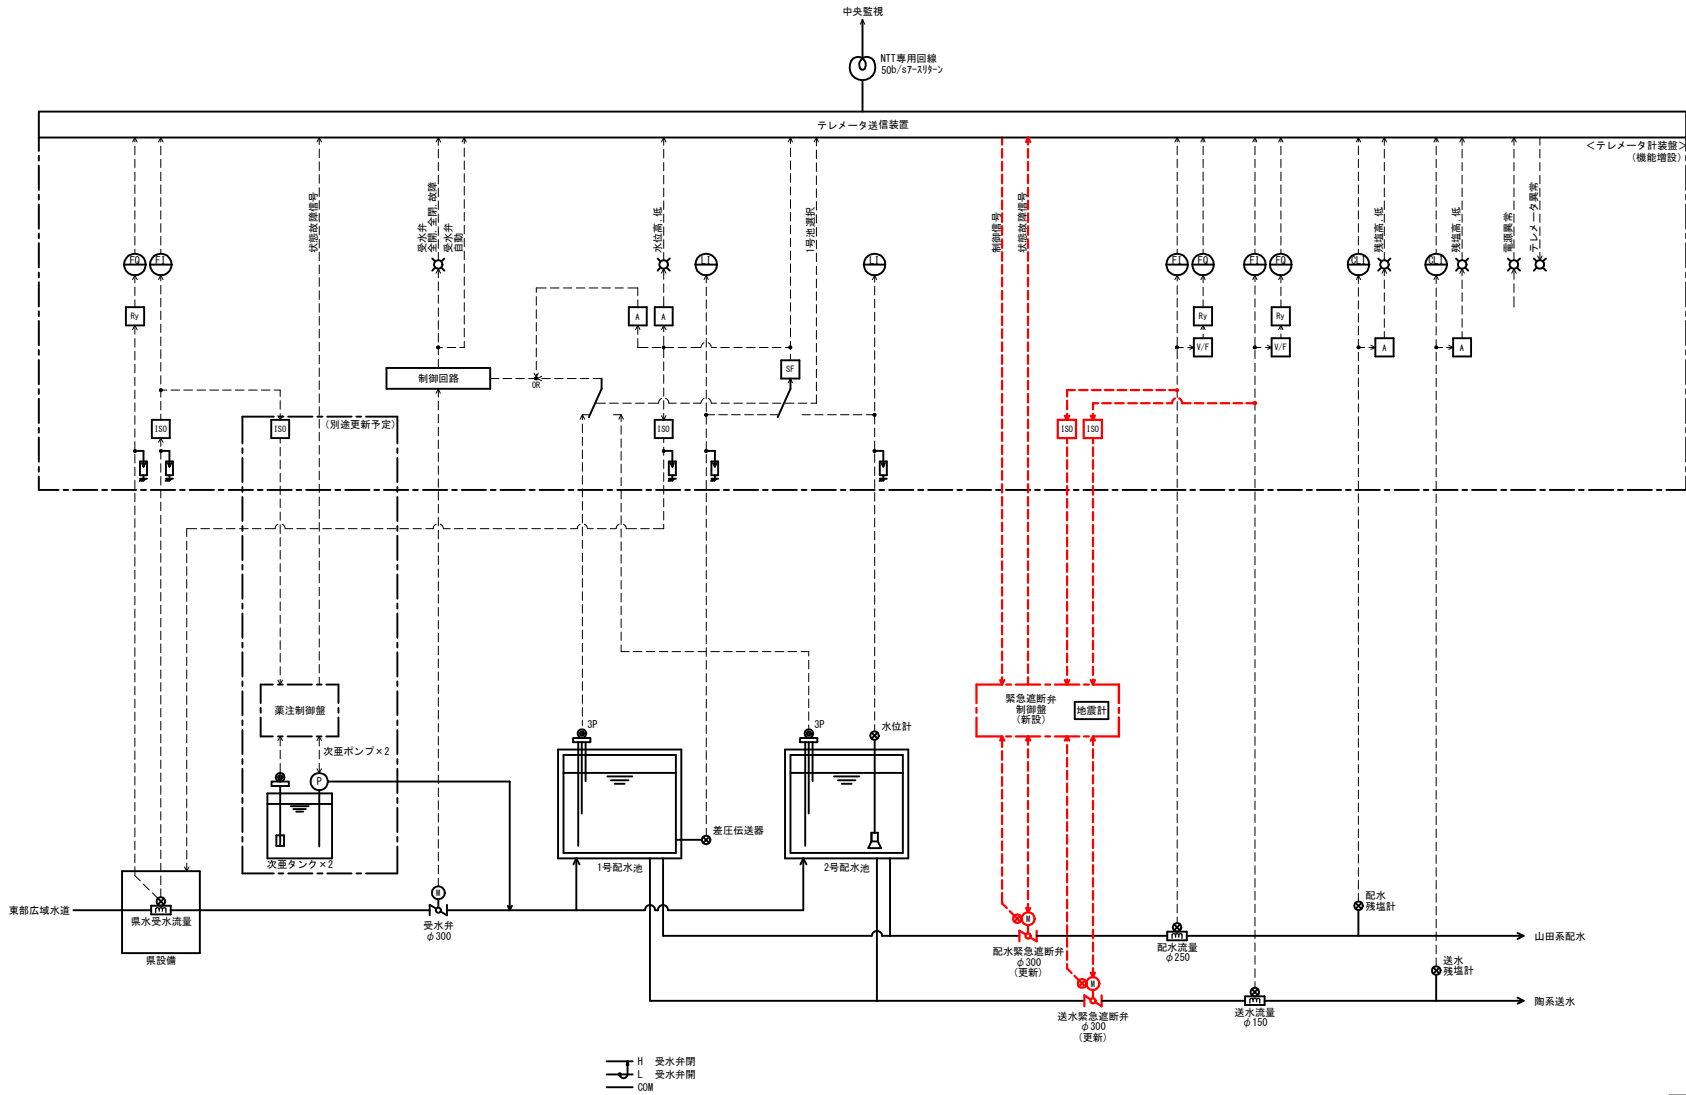 中央監視
NTT専用回線
50b/sアースリターン
テレメータ送信装置
<テレメータ計装盤>
(機能増設)
状態故障信号
受水弁
全開,全閉,故障
受水弁
自動
水位高,低
1号池選択
制御信号
状態故障信号
残塩高,低
残塩高,低
電源異常
テレメータ異常
FQ
FI
LI
LI
FI
FQ
FI
FQ
CLI
CLI
Ry
A
A
Ry
Ry
V/F
V/F
A
A
SF
制御回路
OR
(別途更新予定)
ISO
ISO
ISO
ISO
ISO
薬注制御盤
緊急遮断弁
制御盤
(新設)
地震計
3P
3P
水位計
次亜ポンプ×2
P
差圧伝送器
次亜タンク×2
1号配水池
2号配水池
東部広域水道
県水受水流量
県設備
M
受水弁
φ300
M
配水緊急遮断弁
φ300
(更新)
配水流量
φ250
配水
残塩計
山田系配水
M
送水緊急遮断弁
φ300
(更新)
送水流量
φ150
送水
残塩計
陶系送水
H 受水弁閉
L 受水弁開
COM